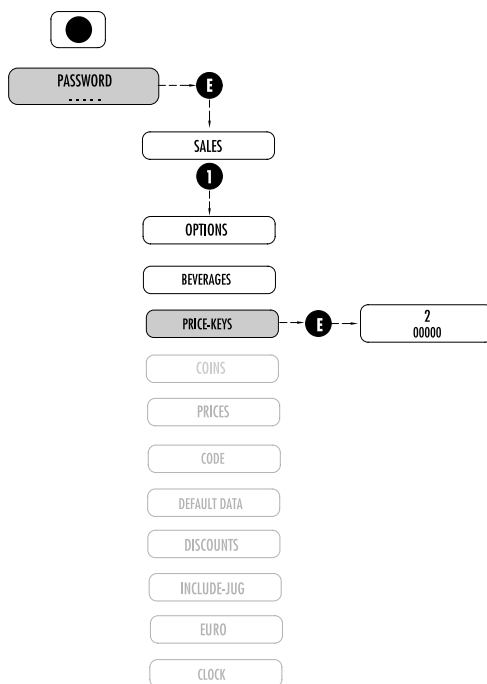 PASSWORD
.....
E
SALES
1
OPTIONS
BEVERAGES
PRICE-KEYS
E
2
00000
COINS
PRICES
CODE
DEFAULT DATA
DISCOUNTS
INCLUDE-JUG
EURO
CLOCK